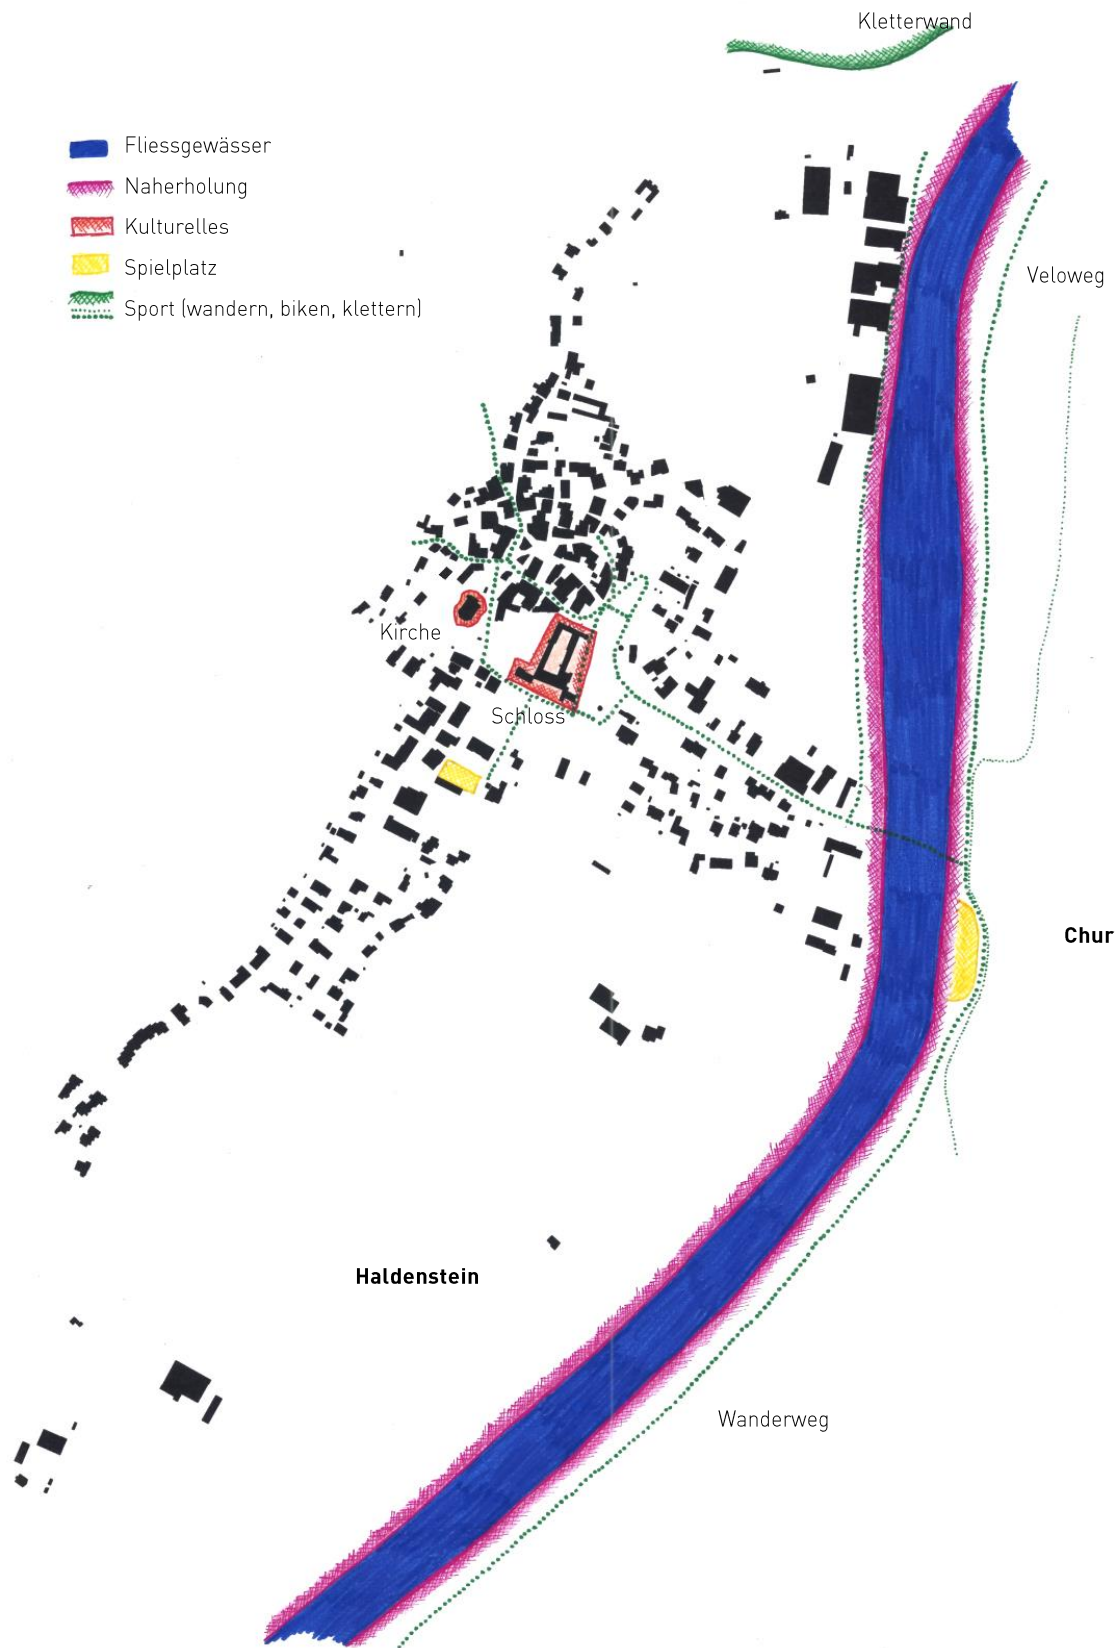 Kletterwand
Fliessgewässer
Naherholung
Kulturelles
Spielplatz
Sport (wandern, biken, klettern)
Veloweg
Kirche
Schloss
Chur
Haldenstein
Wanderweg